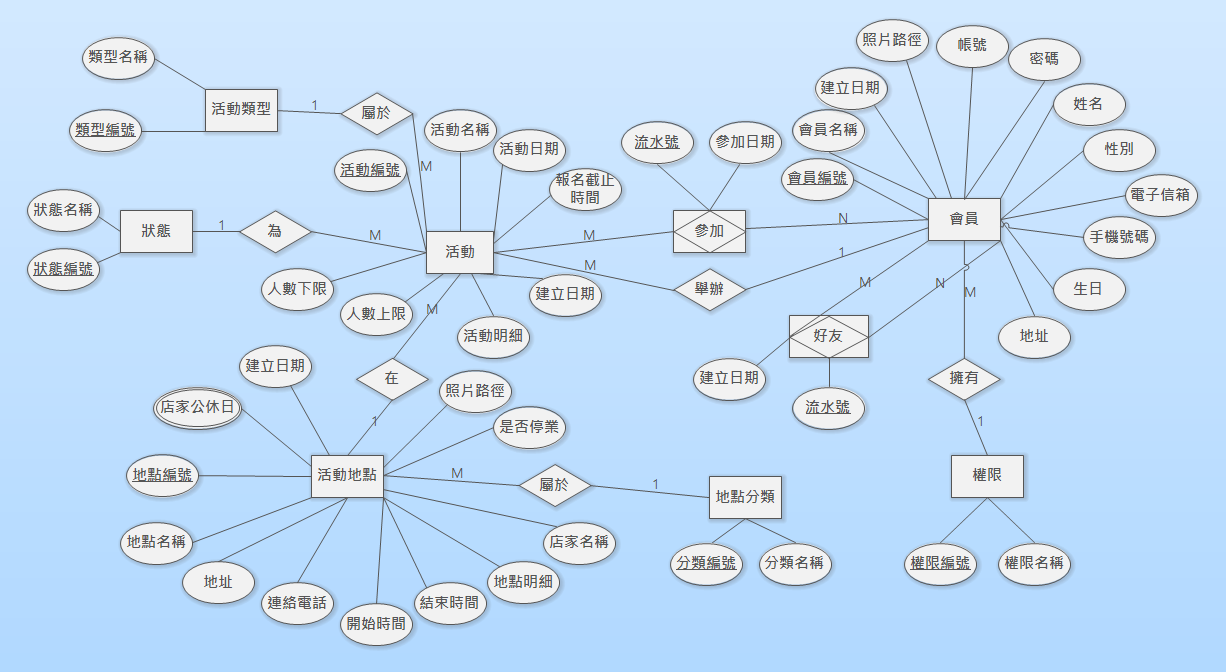 照片路徑
帳號
類型名稱
密碼
建立日期
活動類型
1
屬於
姓名
類型編號
活動名稱
會員名稱
流水號
參加日期
活動日期
性別
M
活動編號
報名截止
時間
會員編號
電子信箱
狀態名稱
狀態
1
為
M
活動
M
參加
N
會員
手機號碼
1
狀態編號
M
人數下限
建立日期
舉辦
M
N
M
生日
人數上限
M
活動明細
好友
地址
建立日期
在
照片路徑
建立日期
流水號
擁有
店家公休日
1
是否停業
1
地點編號
活動地點
M
屬於
1
地點分類
權限
地點名稱
店家名稱
地址
連絡電話
開始時間
結束時間
地點明細
分類編號
分類名稱
權限編號
權限名稱